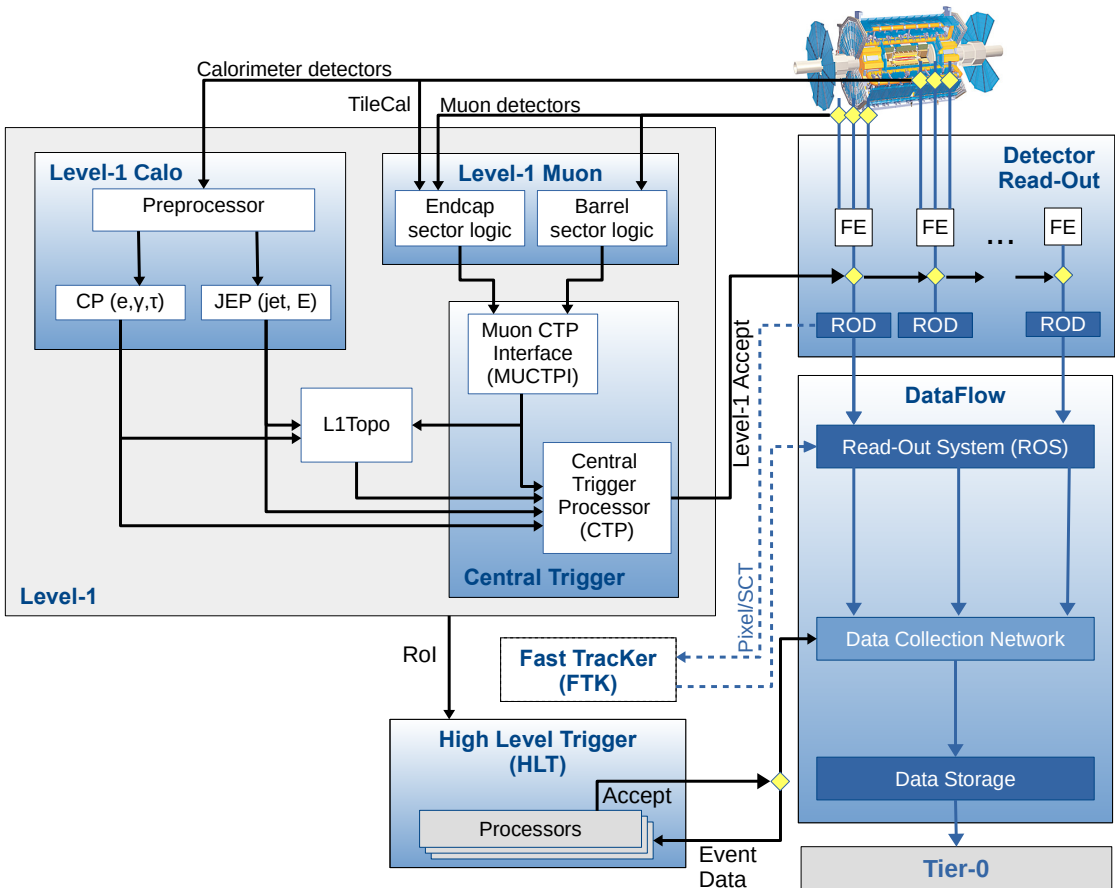 Calorimeter detectors
TileCal
Muon detectors
Level-1 Calo
Preprocessor
CP (e,γ,τ)
JEP (jet, E)
Level-1 Muon
Endcap
sector logic
Barrel
sector logic
Detector
Read-Out
FE
FE
...
FE
ROD
ROD
ROD
Muon CTP
Interface
(MUCTPI)
L1Topo
Central
Trigger
Processor
(CTP)
Central Trigger
Level-1
Level-1 Accept
Pixel/SCT
DataFlow
Read-Out System (ROS)
Data Collection Network
Data Storage
Tier-0
RoI
Fast TracKer
(FTK)
High Level Trigger
(HLT)
Accept
Processors
Event
Data